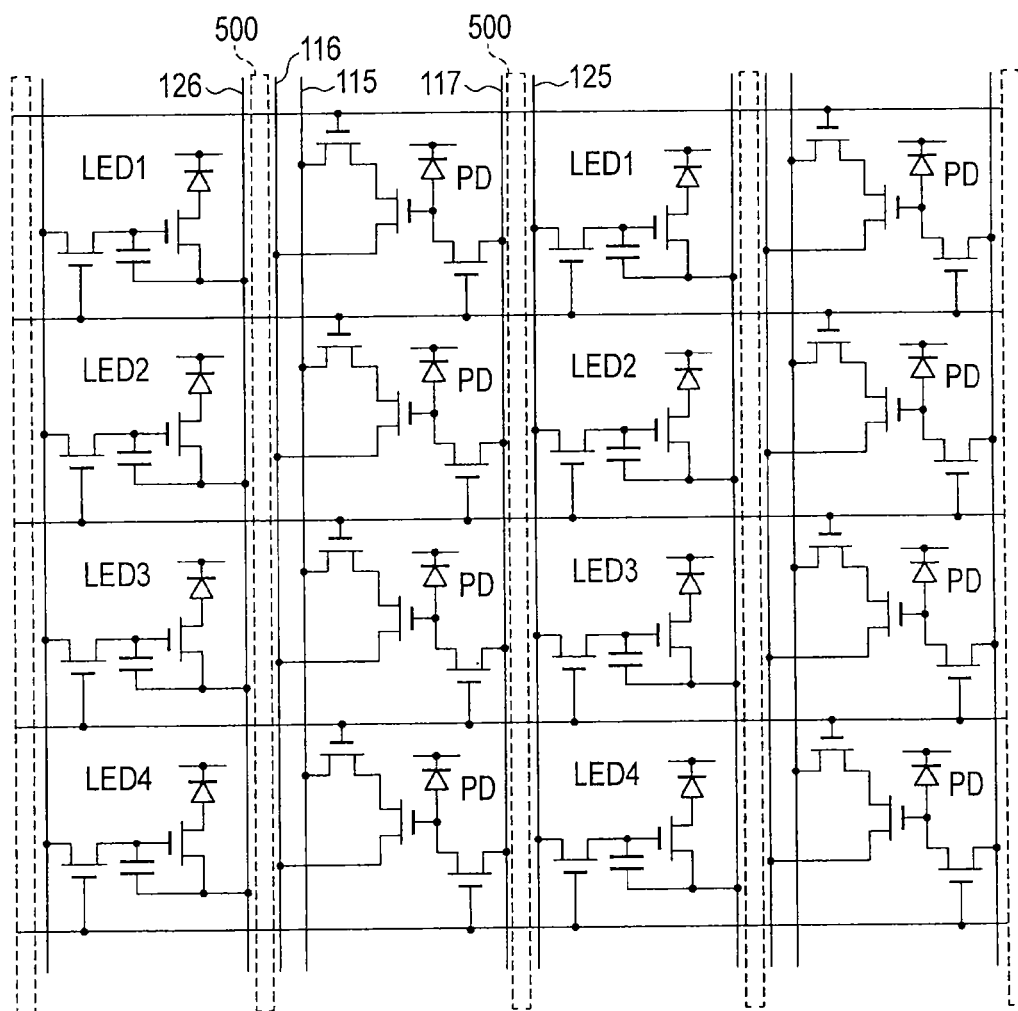 500 116 500
126 115 117 125
LED1 PD LED1 PD
LED2 PD LED2 PD
LED3 PD LED3 PD
LED4 PD LED4 PD